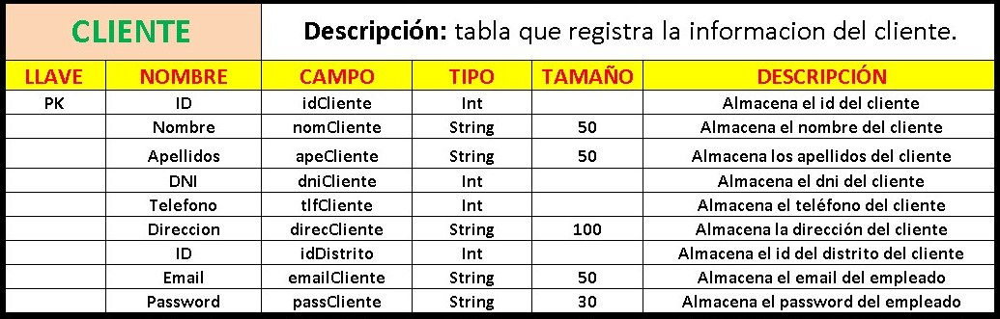 CLIENTE Descripción: tabla que registra la informacion del cliente.
LLAVE NOMBRE CAMPO TIPO TAMAÑO DESCRIPCIÓN
PK ID idCliente Int Almacena el id del cliente
Nombre nomCliente String 50 Almacena el nombre del cliente
Apellidos apeCliente String 50 Almacena los apellidos del cliente
DNI dniCliente Int Almacena el dni del cliente
Telefono tlfCliente Int Almacena el teléfono del cliente
Direccion direcCliente String 100 Almacena la dirección del cliente
ID idDistrito Int Almacena el id del distrito del cliente
Email emailCliente String 50 Almacena el email del empleado
Password passCliente String 30 Almacena el password del empleado